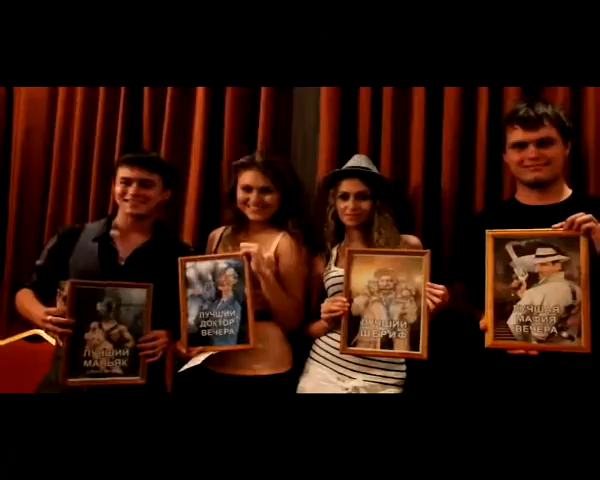 ЛУЧШИЙ
МАНЬЯК
ЛУЧШИЙ
ДОКТОР
ВЕЧЕРА
ЛУЧШИЙ
ШЕРИФ
ЛУЧШАЯ
МАФИЯ
ВЕЧЕРА